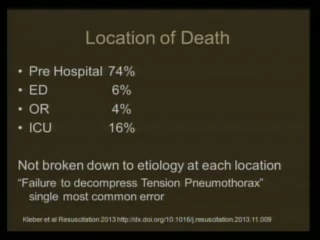 Location of Death
• Pre Hospital 74%
• ED 6%
• OR 4%
• ICU 16%
Not broken down to etiology at each location
“Failure to decompress Tension Pneumothorax”
single most common error
Kleber et al Resuscitation 2013 http://dx.doi.org/10.1016/j.resuscitation.2013.11.009